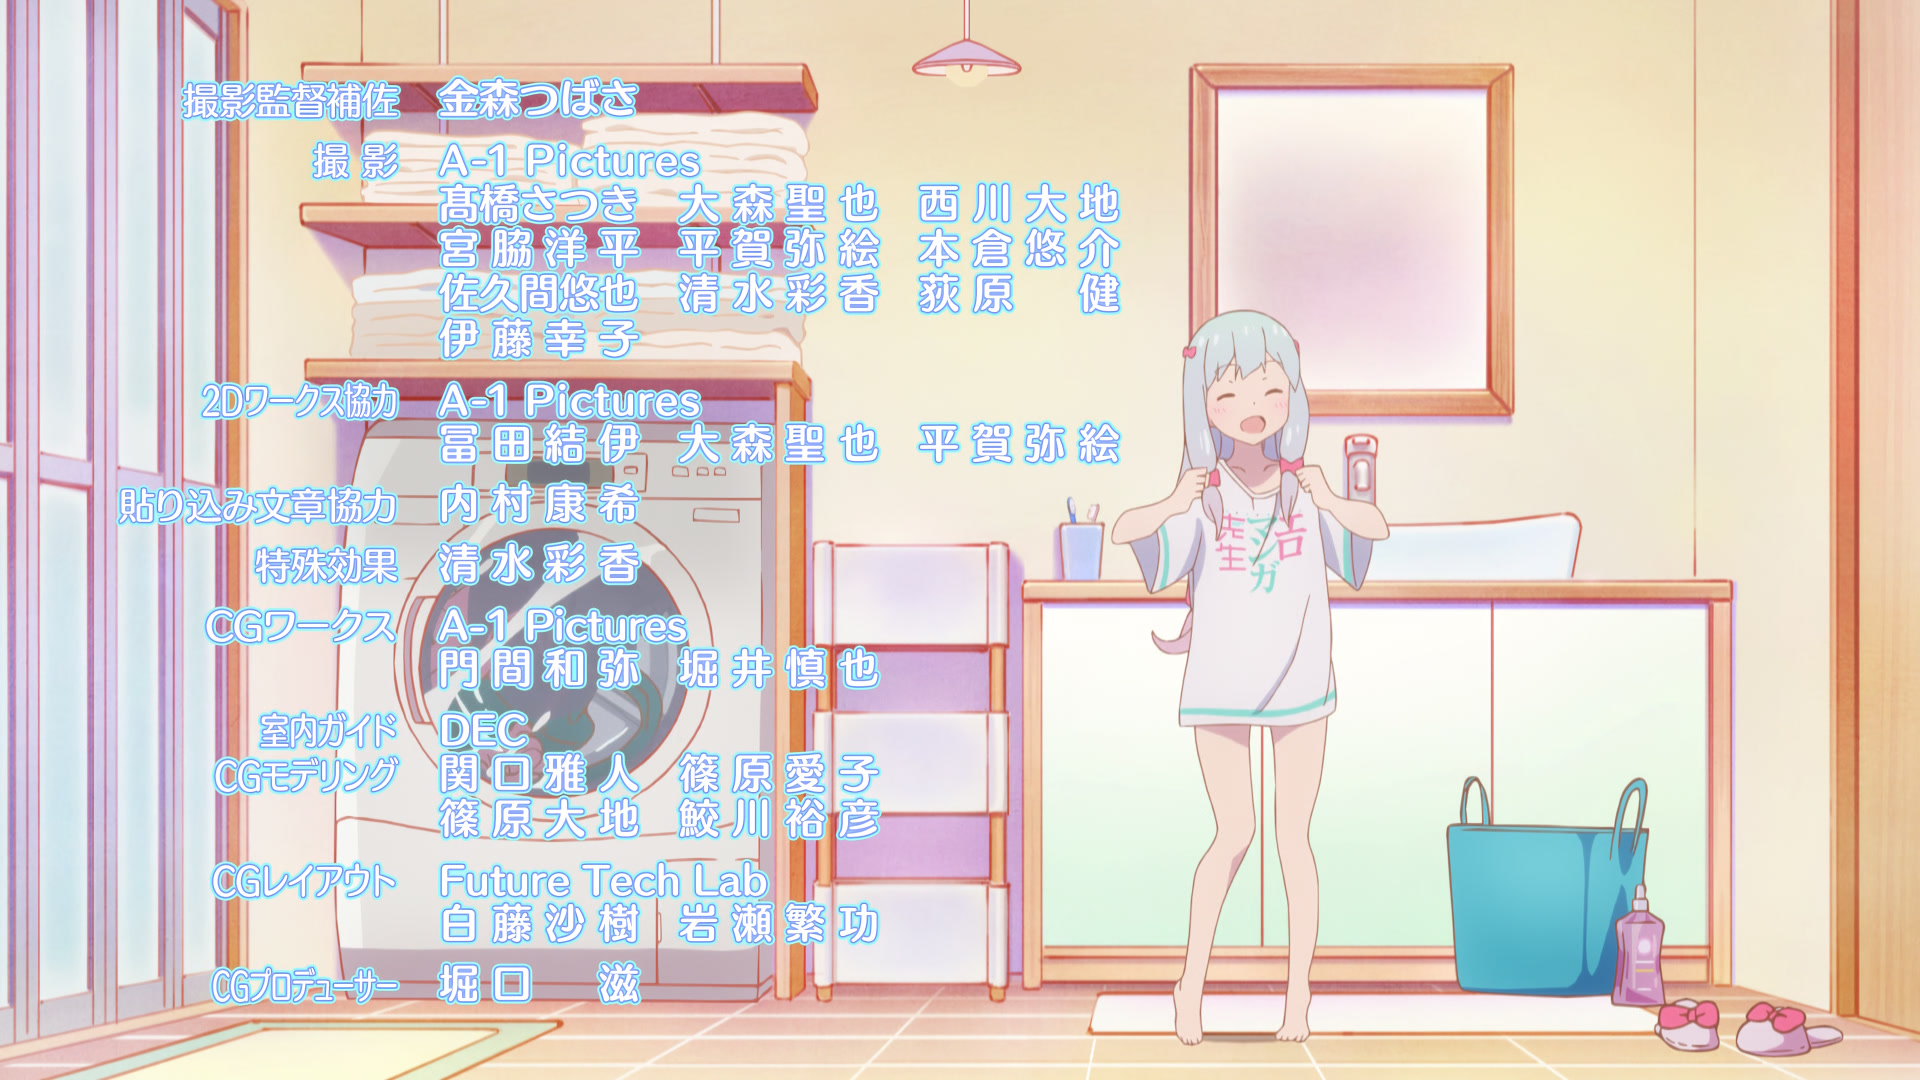 撮影監督補佐 金森つばさ
撮影 A-1 Pictures
髙橋さつき 大森聖也 西川大地
宮脇洋平 平賀弥絵 本倉悠介
佐久間悠也 清水彩香 荻原健
伊藤幸子
2Dワークス協力 A-1 Pictures
冨田結伊 大森聖也 平賀弥絵
貼り込み文章協力 内村康希
特殊効果 清水彩香
CGワークス A-1 Pictures
門間和弥 堀井慎也
室内ガイド DEC
CGモデリング 関口雅人 篠原愛子
篠原大地 鮫川裕彦
CGレイアウト Future Tech Lab
白藤沙樹 岩瀬繁功
CGプロデューサー 堀口滋
エロ
マンガ
先生